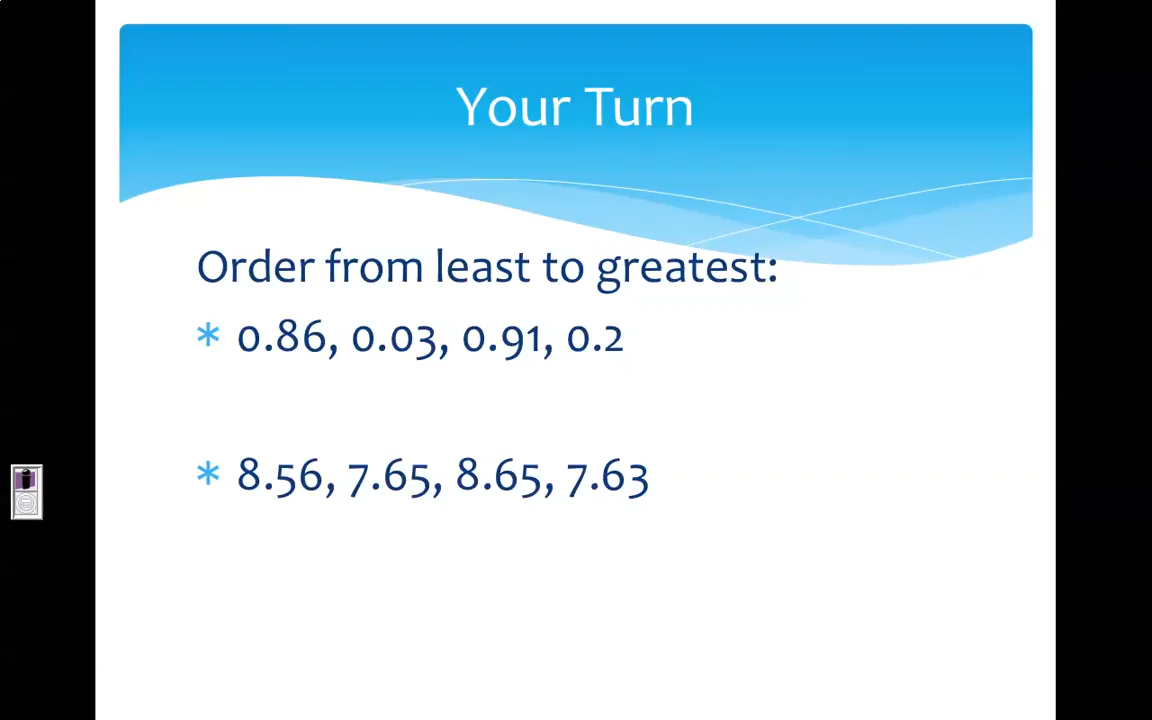 Your Turn
Order from least to greatest:
* 0.86, 0.03, 0.91, 0.2
* 8.56, 7.65, 8.65, 7.63